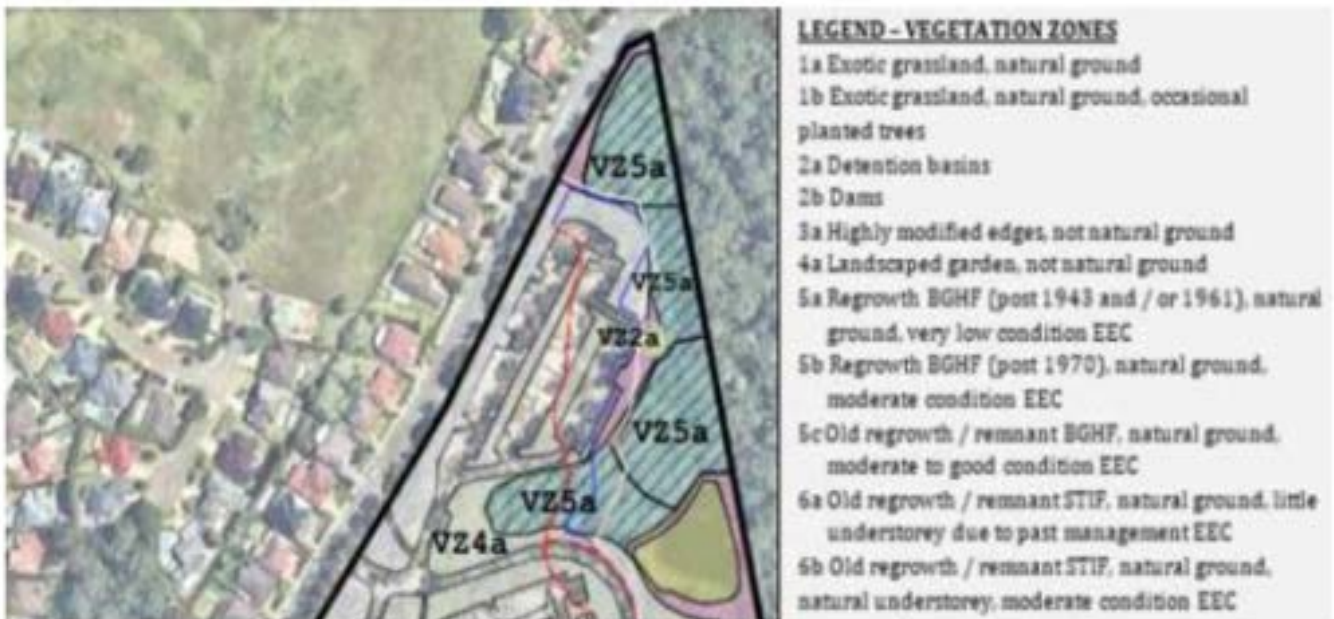 VZ5a
VZ5a
VZ2a
VZ5a
VZ5a
VZ4a
LEGEND – VEGETATION ZONES
1a Exotic grassland, natural ground
1b Exotic grassland, natural ground, occasional
planted trees
2a Detention basins
2b Dams
3a Highly modified edges, not natural ground
4a Landscaped garden, not natural ground
5a Regrowth BGHF (post 1943 and / or 1961), natural
ground, very low condition EEC
5b Regrowth BGHF (post 1970), natural ground,
moderate condition EEC
5c Old regrowth / remnant BGHF, natural ground,
moderate to good condition EEC
6a Old regrowth / remnant STIF, natural ground, little
understorey due to past management EEC
6b Old regrowth / remnant STIF, natural ground,
natural understorey, moderate condition EEC